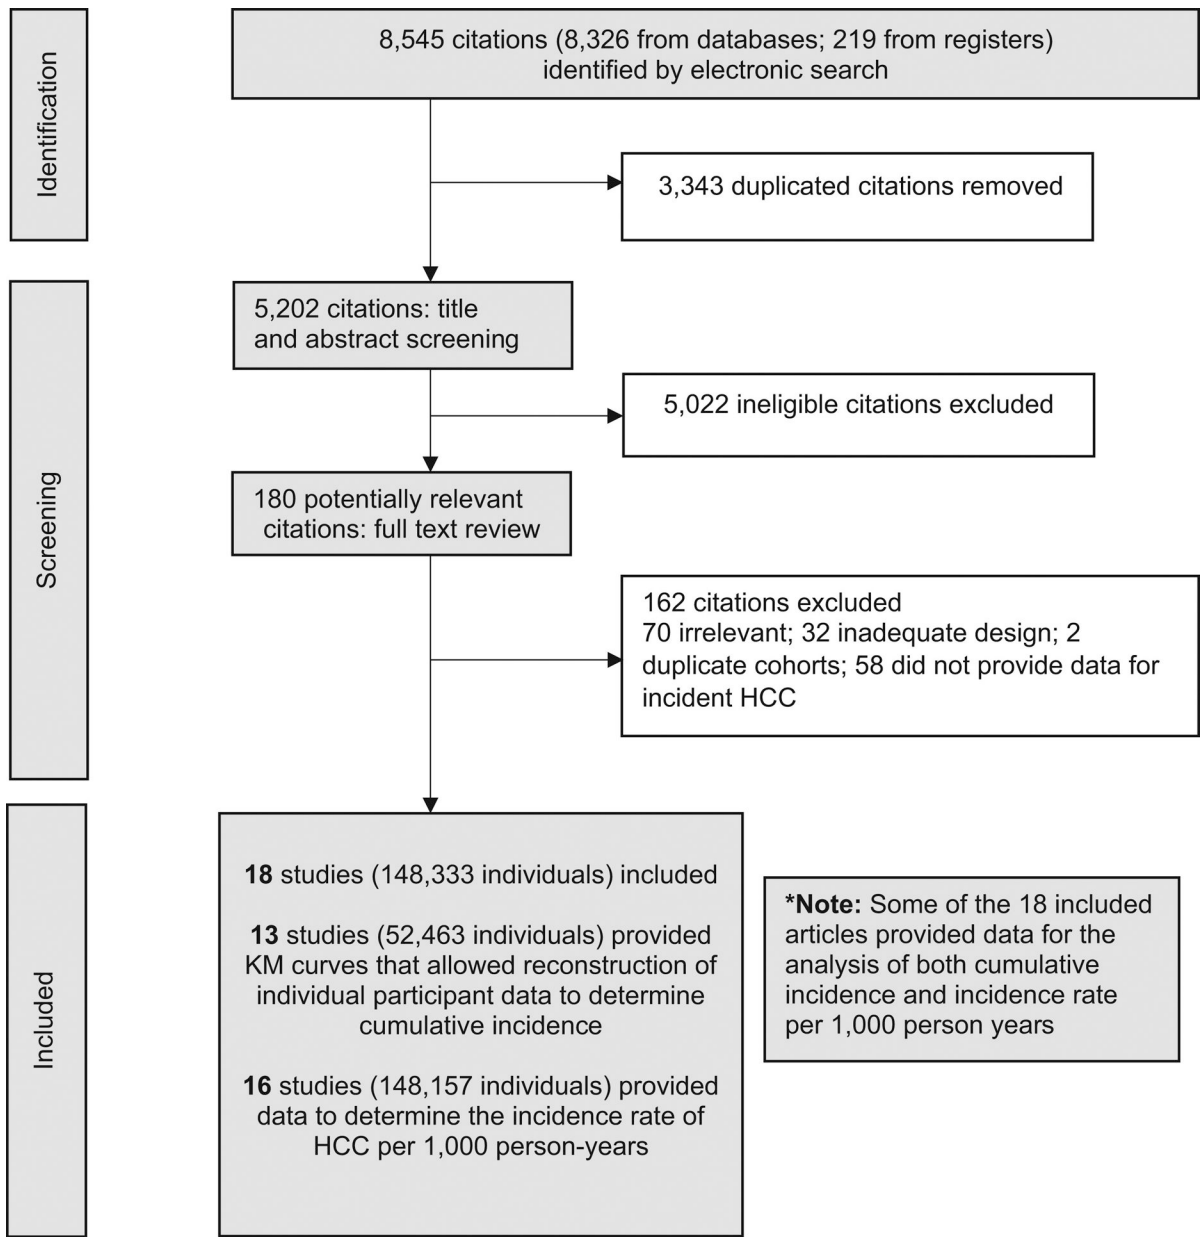 Identification
8,545 citations (8,326 from databases; 219 from registers)
identified by electronic search
3,343 duplicated citations removed
Screening
5,202 citations: title
and abstract screening
5,022 ineligible citations excluded
180 potentially relevant
citations: full text review
162 citations excluded
70 irrelevant; 32 inadequate design; 2
duplicate cohorts; 58 did not provide data for
incident HCC
Included
18 studies (148,333 individuals) included
13 studies (52,463 individuals) provided
KM curves that allowed reconstruction of
individual participant data to determine
cumulative incidence
16 studies (148,157 individuals) provided
data to determine the incidence rate of
HCC per 1,000 person-years
*Note: Some of the 18 included
articles provided data for the
analysis of both cumulative
incidence and incidence rate
per 1,000 person years